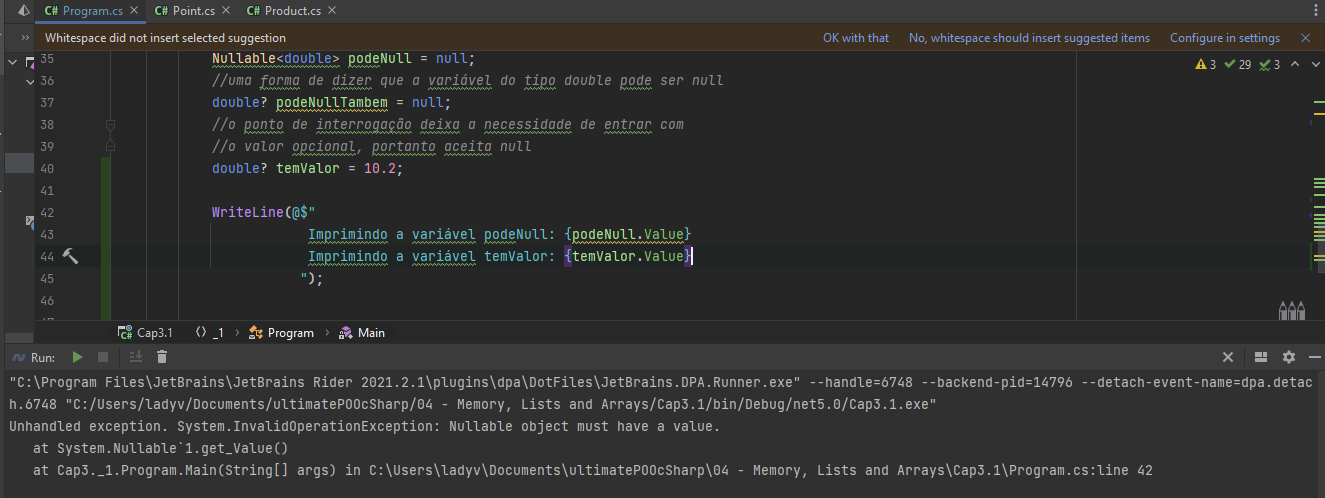 Program.cs Point.cs Product.cs
Whitespace did not insert selected suggestion OK with that No, whitespace should insert suggested items Configure in settings
35 Nullable<double> podeNull = null;
3 29 3
36 //uma forma de dizer que a variável do tipo double pode ser null
37 double? podeNullTambem = null;
38 //o ponto de interrogação deixa a necessidade de entrar com
39 //o valor opcional, portanto aceita null
40 double? temValor = 10.2;
41
42 WriteLine(@$"
43 Imprimindo a variável podeNull: {podeNull.Value}
44 Imprimindo a variável temValor: {temValor.Value}
45 ");
46
Cap3.1 _1 Program Main
Run:
"C:\Program Files\JetBrains\JetBrains Rider 2021.2.1\plugins\dpa\DotFiles\JetBrains.DPA.Runner.exe" --handle=6748 --backend-pid=14796 --detach-event-name=dpa.detac
h.6748 "C:/Users/ladyv/Documents/ultimatePOOcSharp/04 - Memory, Lists and Arrays/Cap3.1/bin/Debug/net5.0/Cap3.1.exe"
Unhandled exception. System.InvalidOperationException: Nullable object must have a value.
at System.Nullable`1.get_Value()
at Cap3._1.Program.Main(String[] args) in C:\Users\ladyv\Documents\ultimatePOOcSharp\04 - Memory, Lists and Arrays\Cap3.1\Program.cs:line 42